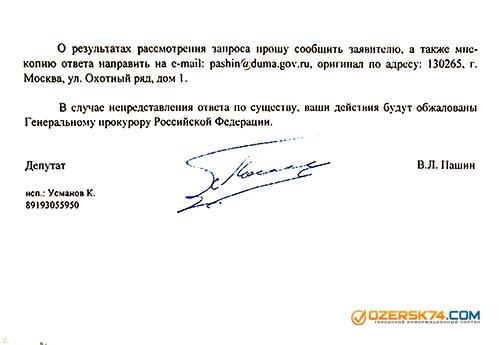 О результатах рассмотрения запроса прошу сообщить заявителю, а также мне-
копию ответа направить на e-mail: pashin@duma.gov.ru, оригинал по адресу: 130265, г.
Москва, ул. Охотный ряд, дом 1.
В случае непредставления ответа по существу, ваши действия будут обжалованы
Генеральному прокурору Российской Федерации.
Депутат
В.Л. Пашин
исп.: Усманов К.
89193055950
OZERSK74.COM
ГОРОДСКОЙ ИНФОРМАЦИОННЫЙ ПОРТАЛ